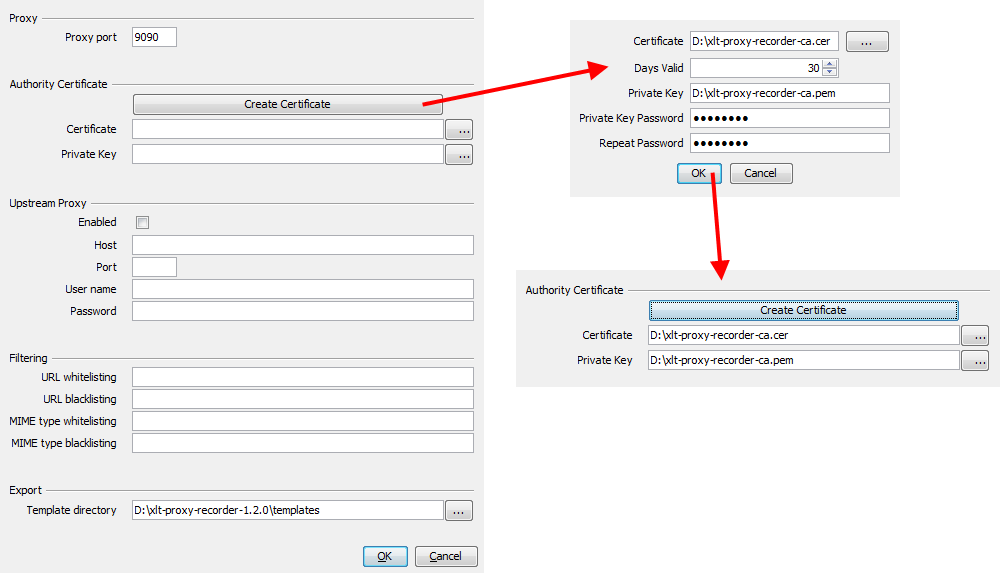 Proxy
Proxy port 9090
Authority Certificate
Create Certificate
Certificate ...
Private Key ...
Upstream Proxy
Enabled
Host
Port
User name
Password
Filtering
URL whitelisting
URL blacklisting
MIME type whitelisting
MIME type blacklisting
Export
Template directory D:\xlt-proxy-recorder-1.2.0\templates ...
OK Cancel
Certificate D:\xlt-proxy-recorder-ca.cer ...
Days Valid 30
Private Key D:\xlt-proxy-recorder-ca.pem
Private Key Password ●●●●●●●●
Repeat Password ●●●●●●●●
OK Cancel
Authority Certificate
Create Certificate
Certificate D:\xlt-proxy-recorder-ca.cer ...
Private Key D:\xlt-proxy-recorder-ca.pem ...